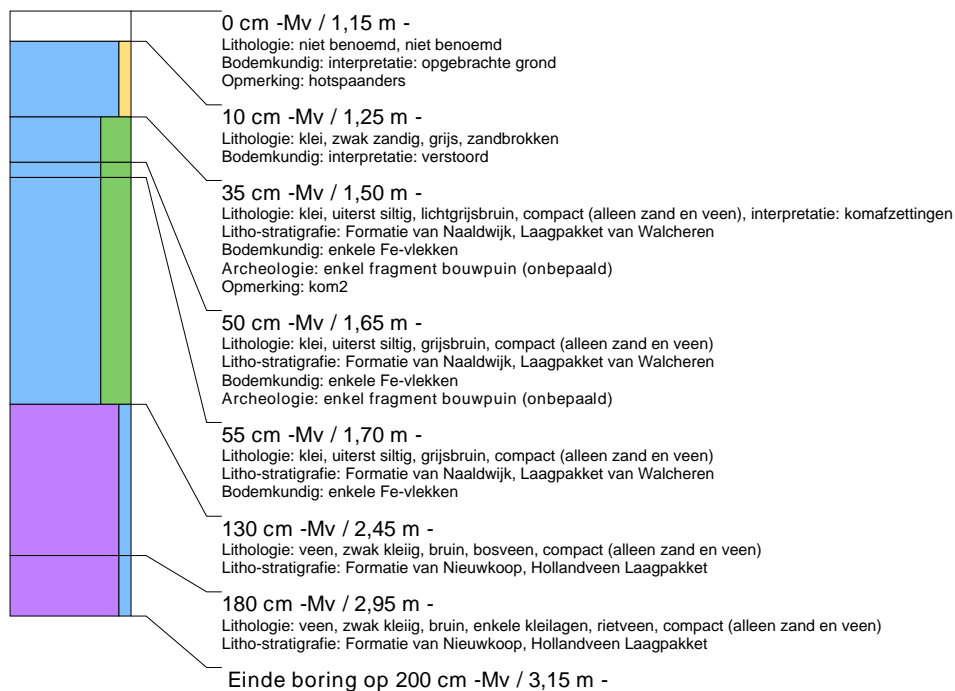 0 cm -Mv / 1,15 m -
Lithologie: niet benoemd, niet benoemd
Bodemkundig: interpretatie: opgebrachte grond
Opmerking: hotspaanders
10 cm -Mv / 1,25 m -
Lithologie: klei, zwak zandig, grijs, zandbrokken
Bodemkundig: interpretatie: verstoord
35 cm -Mv / 1,50 m -
Lithologie: klei, uiterst siltig, lichtgrijsbruin, compact (alleen zand en veen), interpretatie: komafzettingen
Litho-stratigrafie: Formatie van Naaldwijk, Laagpakket van Walcheren
Bodemkundig: enkele Fe-vlekken
Archeologie: enkel fragment bouwpuin (onbepaald)
Opmerking: kom2
50 cm -Mv / 1,65 m -
Lithologie: klei, uiterst siltig, grijsbruin, compact (alleen zand en veen)
Litho-stratigrafie: Formatie van Naaldwijk, Laagpakket van Walcheren
Bodemkundig: enkele Fe-vlekken
Archeologie: enkel fragment bouwpuin (onbepaald)
55 cm -Mv / 1,70 m -
Lithologie: klei, uiterst siltig, grijsbruin, compact (alleen zand en veen)
Litho-stratigrafie: Formatie van Naaldwijk, Laagpakket van Walcheren
Bodemkundig: enkele Fe-vlekken
130 cm -Mv / 2,45 m -
Lithologie: veen, zwak kleiig, bruin, bosveen, compact (alleen zand en veen)
Litho-stratigrafie: Formatie van Nieuwkoop, Hollandveen Laagpakket
180 cm -Mv / 2,95 m -
Lithologie: veen, zwak kleiig, bruin, enkele kleilagen, rietveen, compact (alleen zand en veen)
Litho-stratigrafie: Formatie van Nieuwkoop, Hollandveen Laagpakket
Einde boring op 200 cm -Mv / 3,15 m -